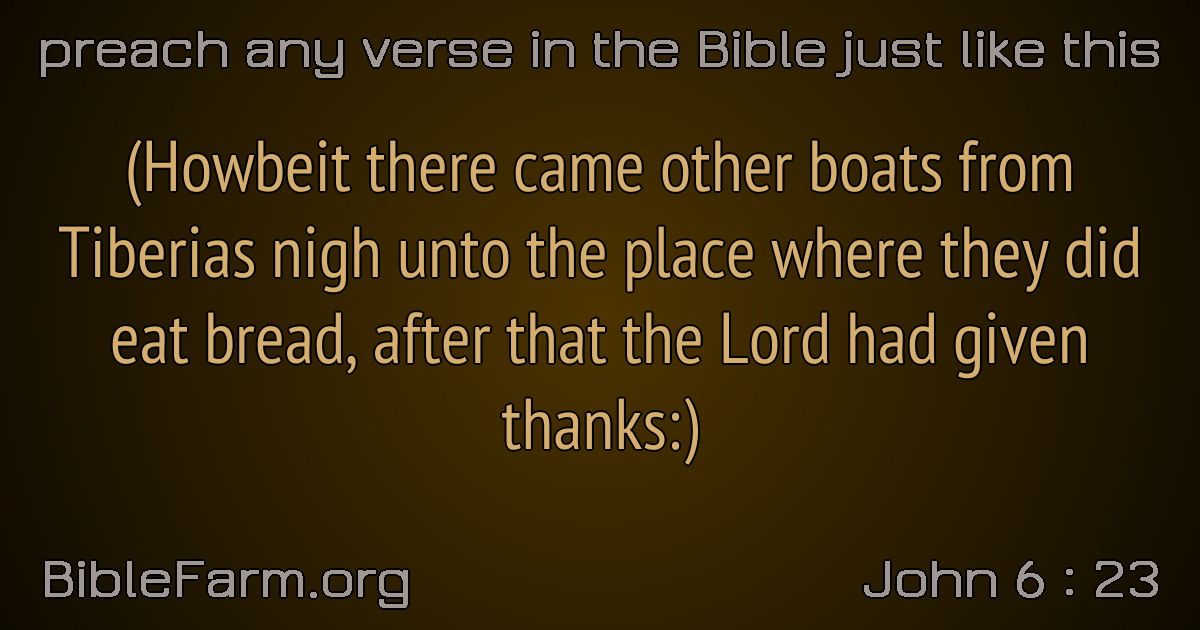 preach any verse in the Bible just like this
(Howbeit there came other boats from
Tiberias nigh unto the place where they did
eat bread, after that the Lord had given
thanks:)
BibleFarm.org
John 6 : 23